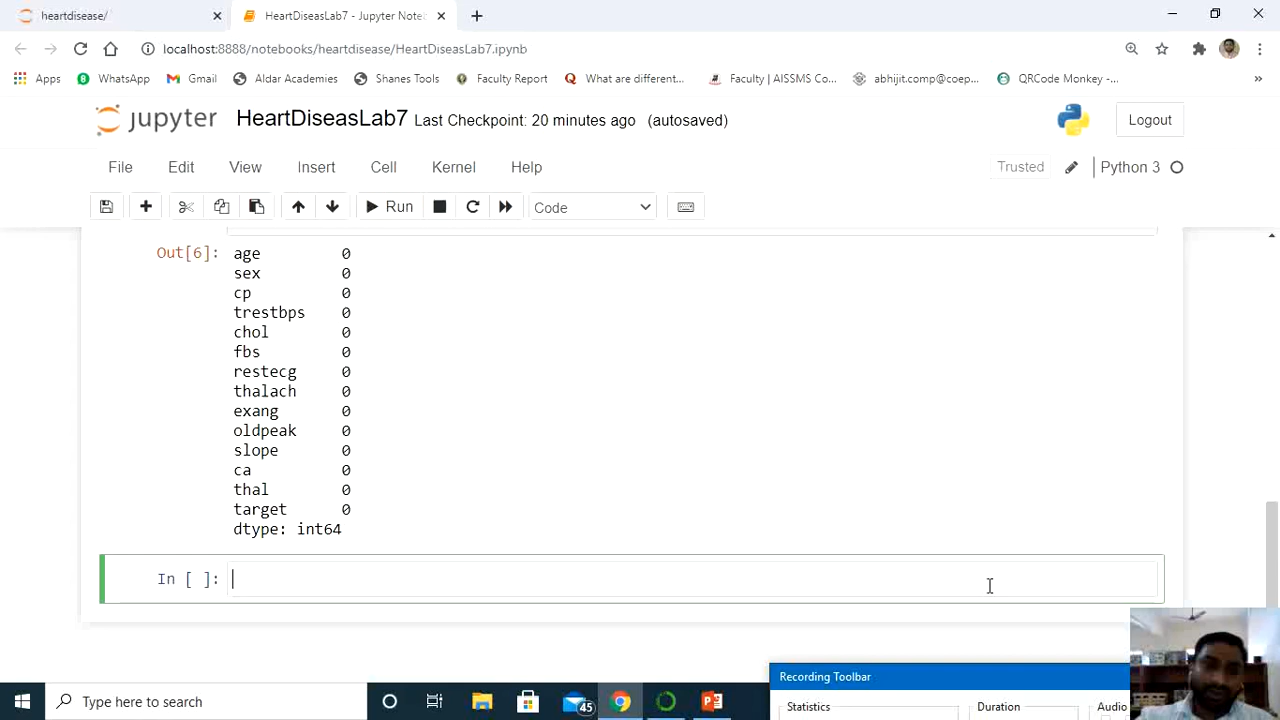 heartdisease/
HeartDiseasLab7 - Jupyter Note
localhost:8888/notebooks/heartdisease/HeartDiseasLab7.ipynb
Apps WhatsApp Gmail Aldar Academies Shanes Tools Faculty Report What are different... Faculty | AISSMS Co... abhijit.comp@coep... QRCode Monkey -... »
jupyter HeartDiseasLab7 Last Checkpoint: 20 minutes ago (autosaved) Logout
File Edit View Insert Cell Kernel Help Trusted Python 3
Run Code
Out[6]: age 0
sex 0
cp 0
trestbps 0
chol 0
fbs 0
restecg 0
thalach 0
exang 0
oldpeak 0
slope 0
ca 0
thal 0
target 0
dtype: int64
In [ ]:
Recording Toolbar
Statistics Duration Audio
Type here to search 45